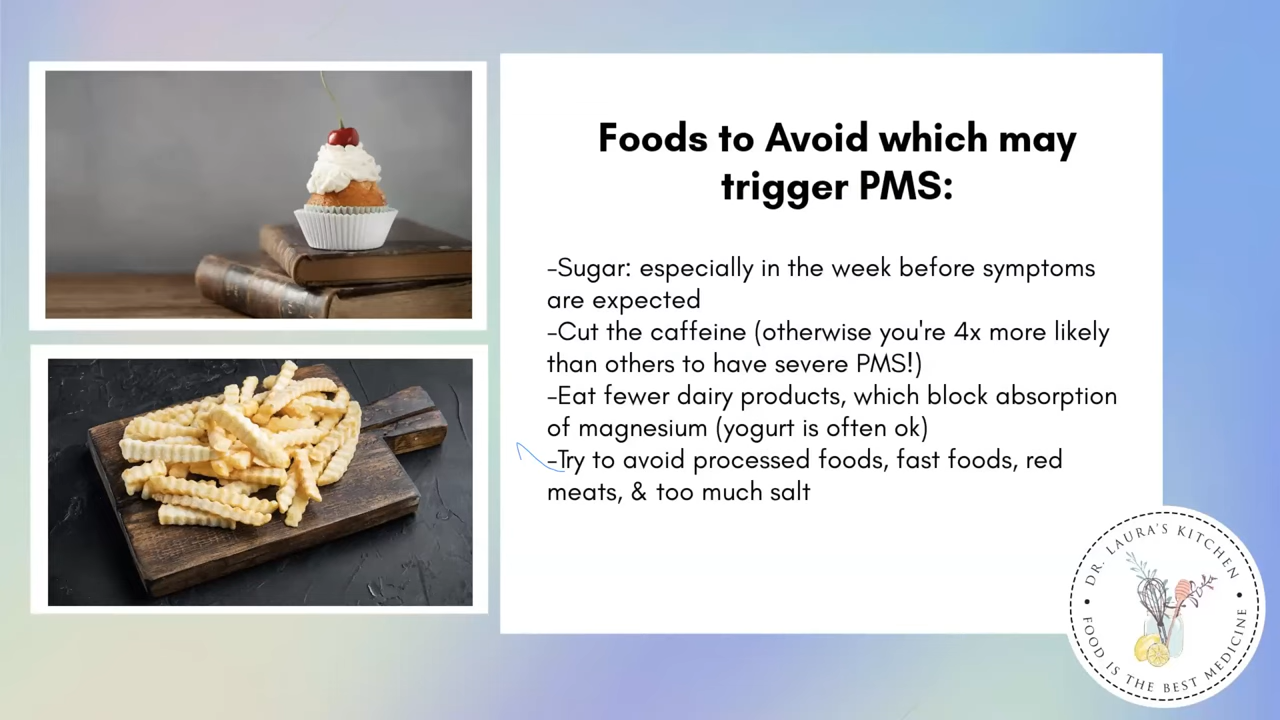 Foods to Avoid which may
trigger PMS:
-Sugar: especially in the week before symptoms
are expected
-Cut the caffeine (otherwise you're 4x more likely
than others to have severe PMS!)
-Eat fewer dairy products, which block absorption
of magnesium (yogurt is often ok)
-Try to avoid processed foods, fast foods, red
meats, & too much salt
DR. LAURA'S KITCHEN
FOOD IS THE BEST MEDICINE